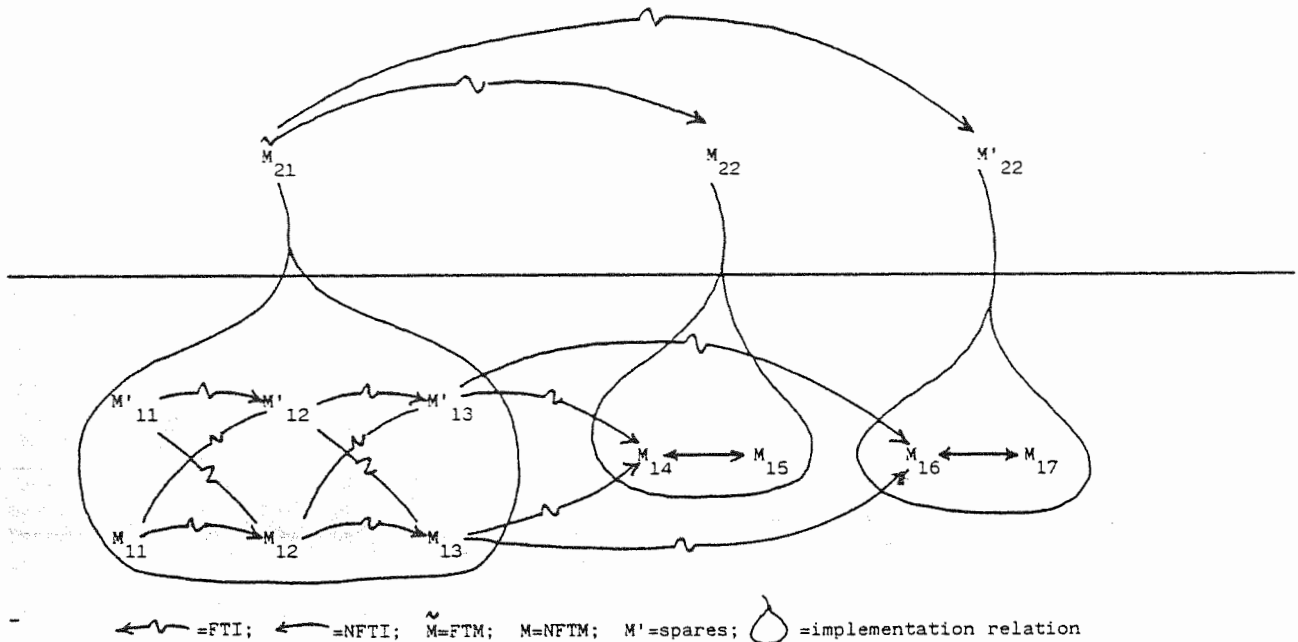 M̃₂₁ M₂₂ M'₂₂
M'₁₁ M'₁₂ M'₁₃
M₁₄ M₁₅ M₁₆ M₁₇
M₁₁ M₁₂ M₁₃
=FTI; =NFTI; M̃=FTM; M=NFTM; M'=spares; =implementation relation